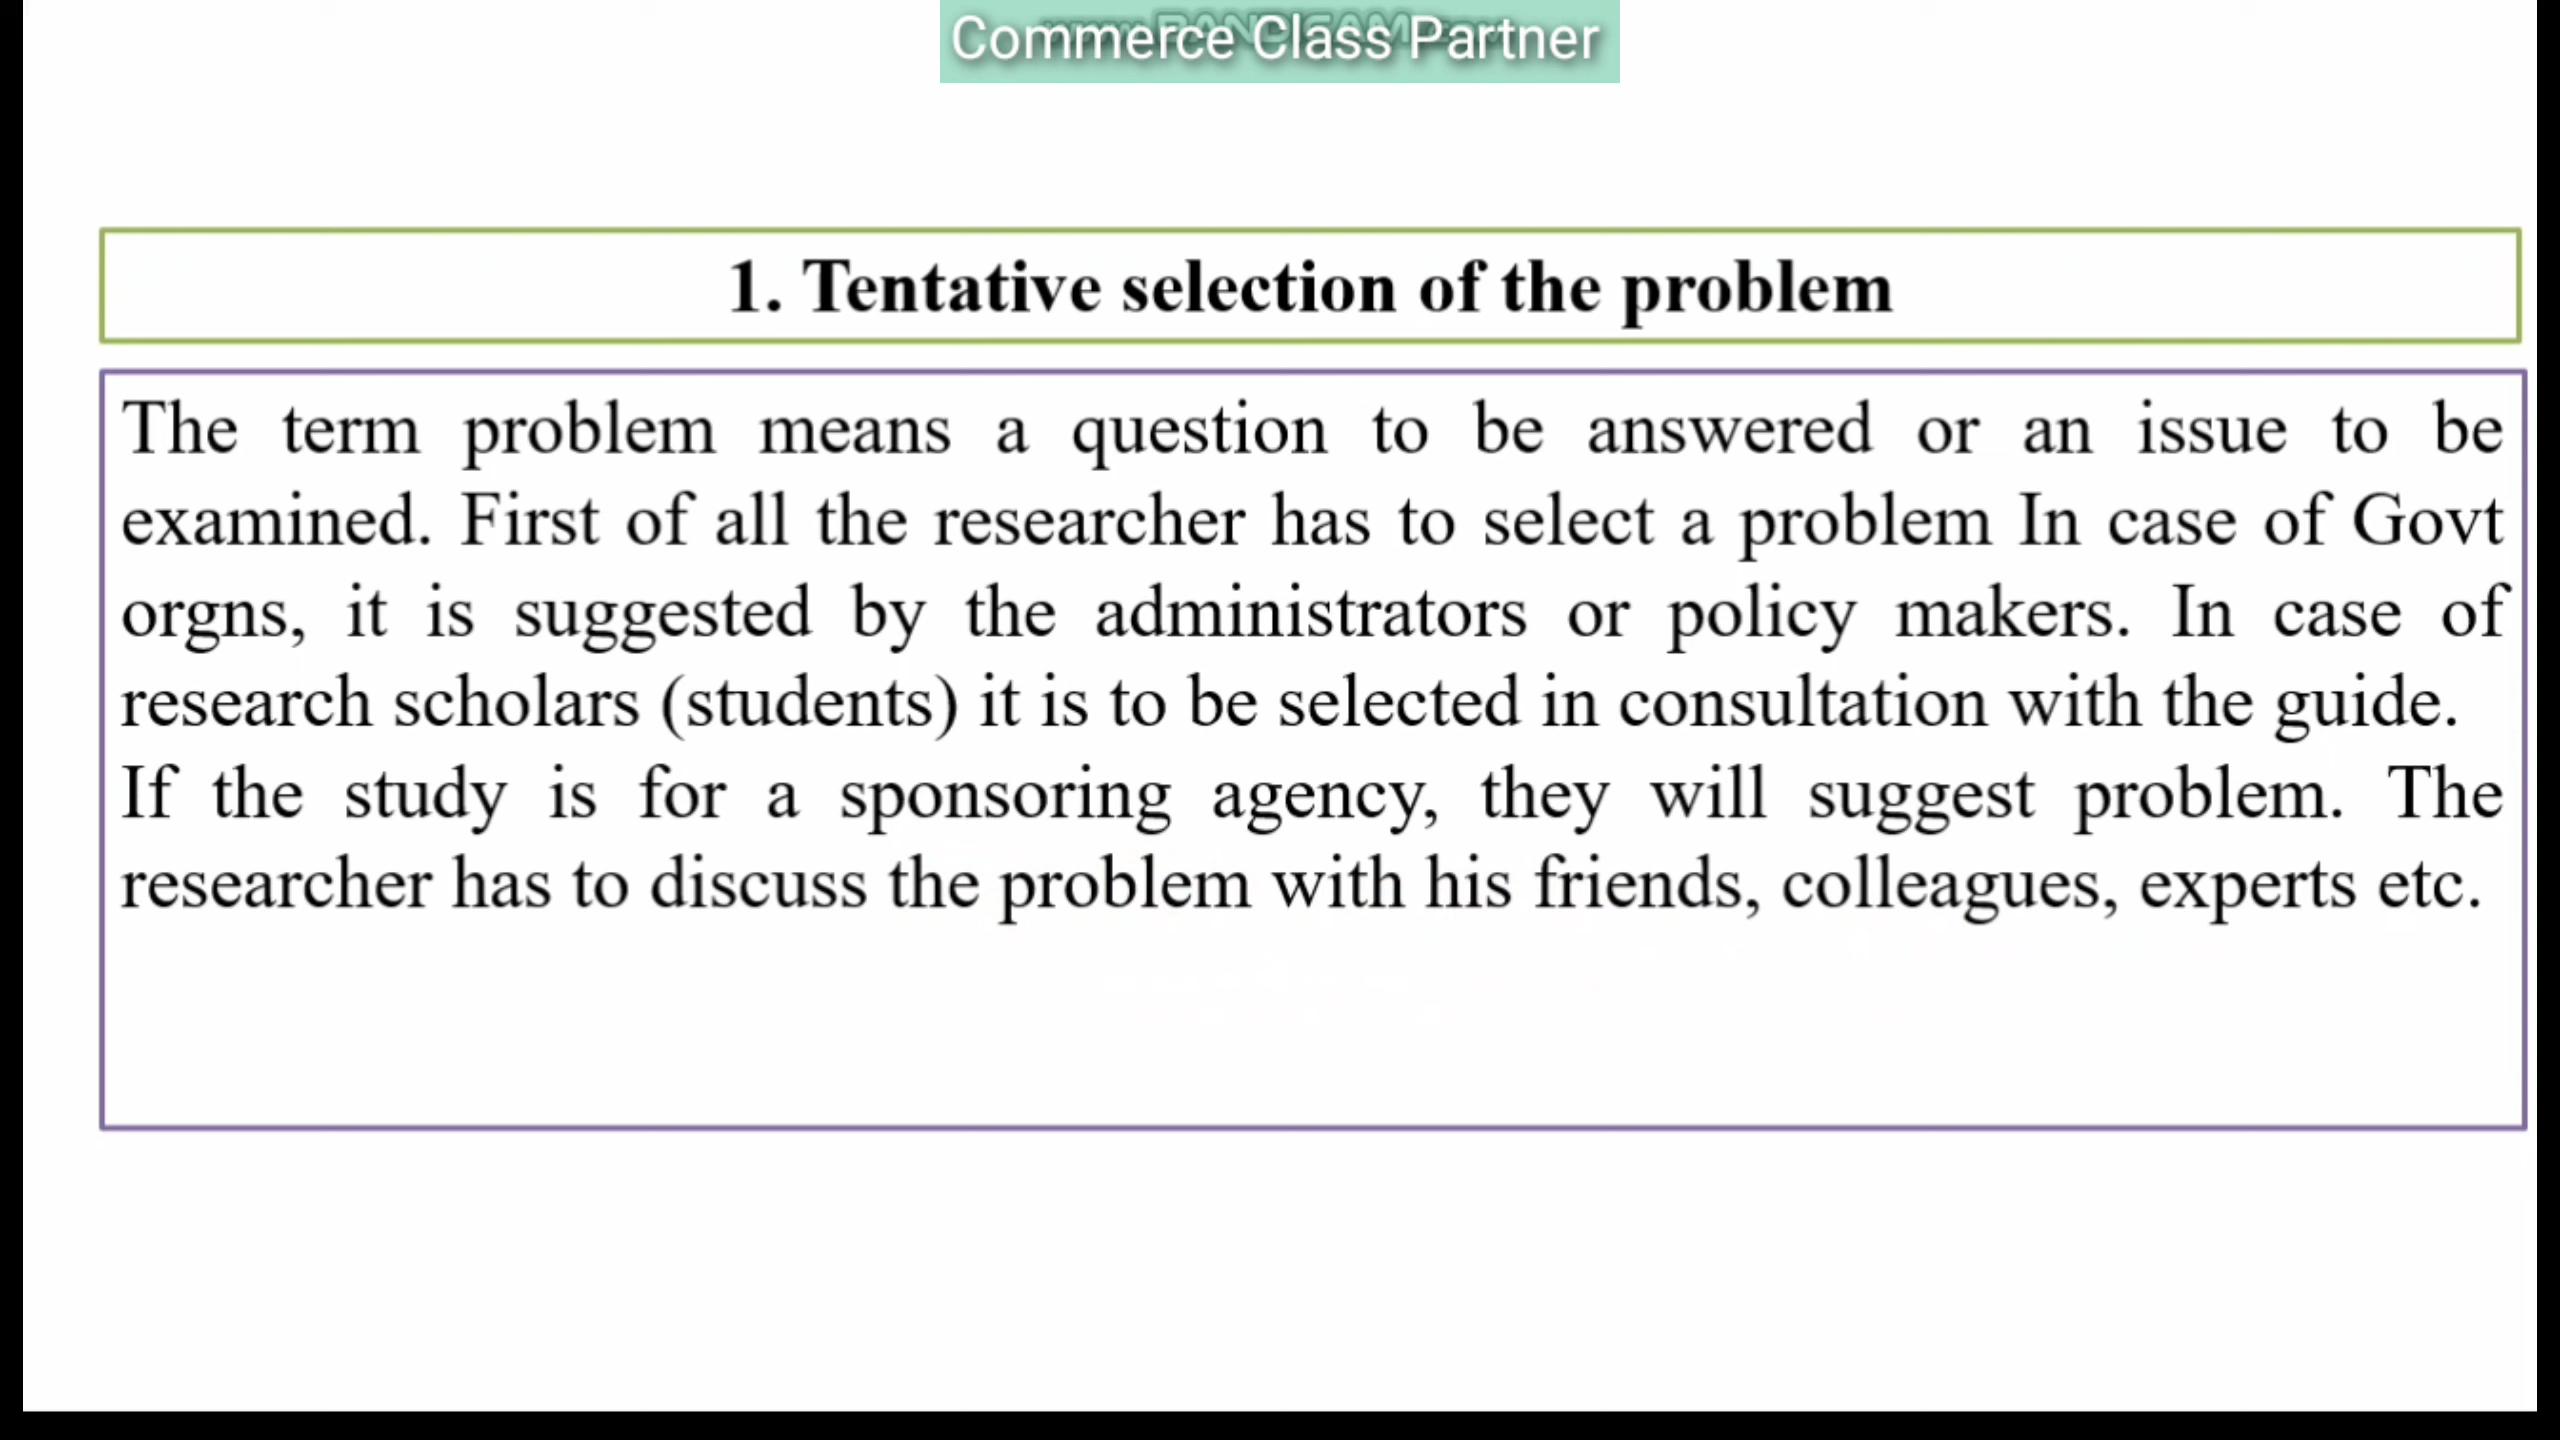 Commerce Class Partner
1. Tentative selection of the problem
The term problem means a question to be answered or an issue to be
examined. First of all the researcher has to select a problem In case of Govt
orgns, it is suggested by the administrators or policy makers. In case of
research scholars (students) it is to be selected in consultation with the guide.
If the study is for a sponsoring agency, they will suggest problem. The
researcher has to discuss the problem with his friends, colleagues, experts etc.